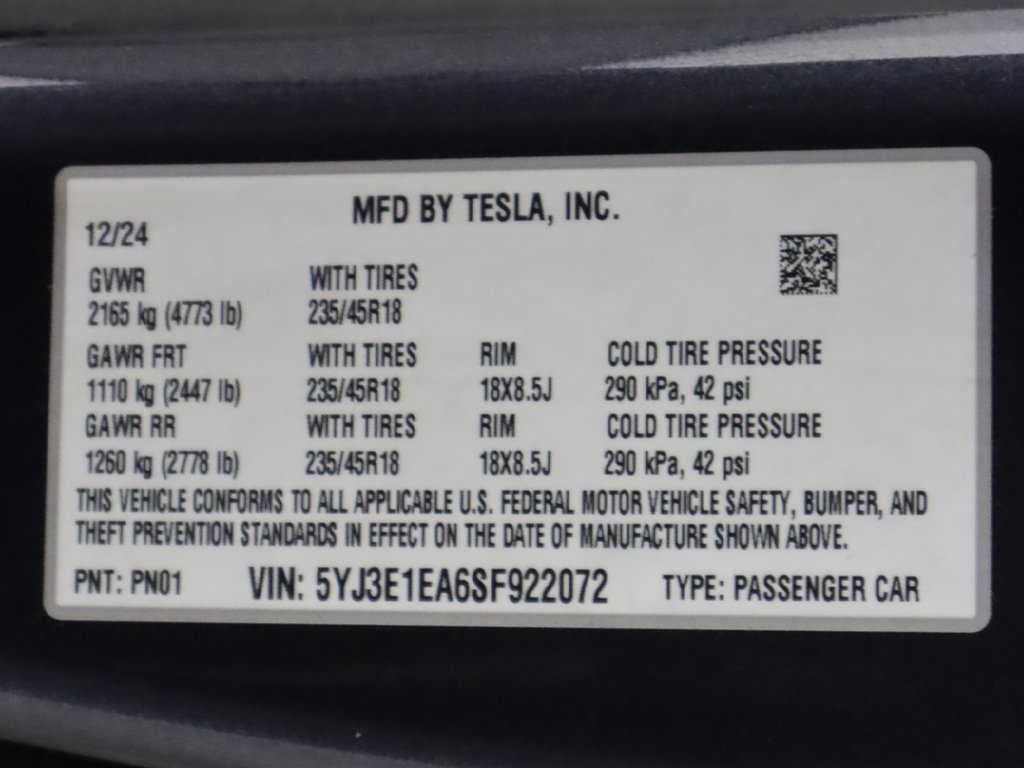 MFD BY TESLA, INC.
12/24
GVWR WITH TIRES
2165 kg (4773 lb) 235/45R18
GAWR FRT WITH TIRES RIM COLD TIRE PRESSURE
1110 kg (2447 lb) 235/45R18 18X8.5J 290 kPa, 42 psi
GAWR RR WITH TIRES RIM COLD TIRE PRESSURE
1260 kg (2778 lb) 235/45R18 18X8.5J 290 kPa, 42 psi
THIS VEHICLE CONFORMS TO ALL APPLICABLE U.S. FEDERAL MOTOR VEHICLE SAFETY, BUMPER, AND
THEFT PREVENTION STANDARDS IN EFFECT ON THE DATE OF MANUFACTURE SHOWN ABOVE.
PNT: PN01 VIN: 5YJ3E1EA6SF922072 TYPE: PASSENGER CAR